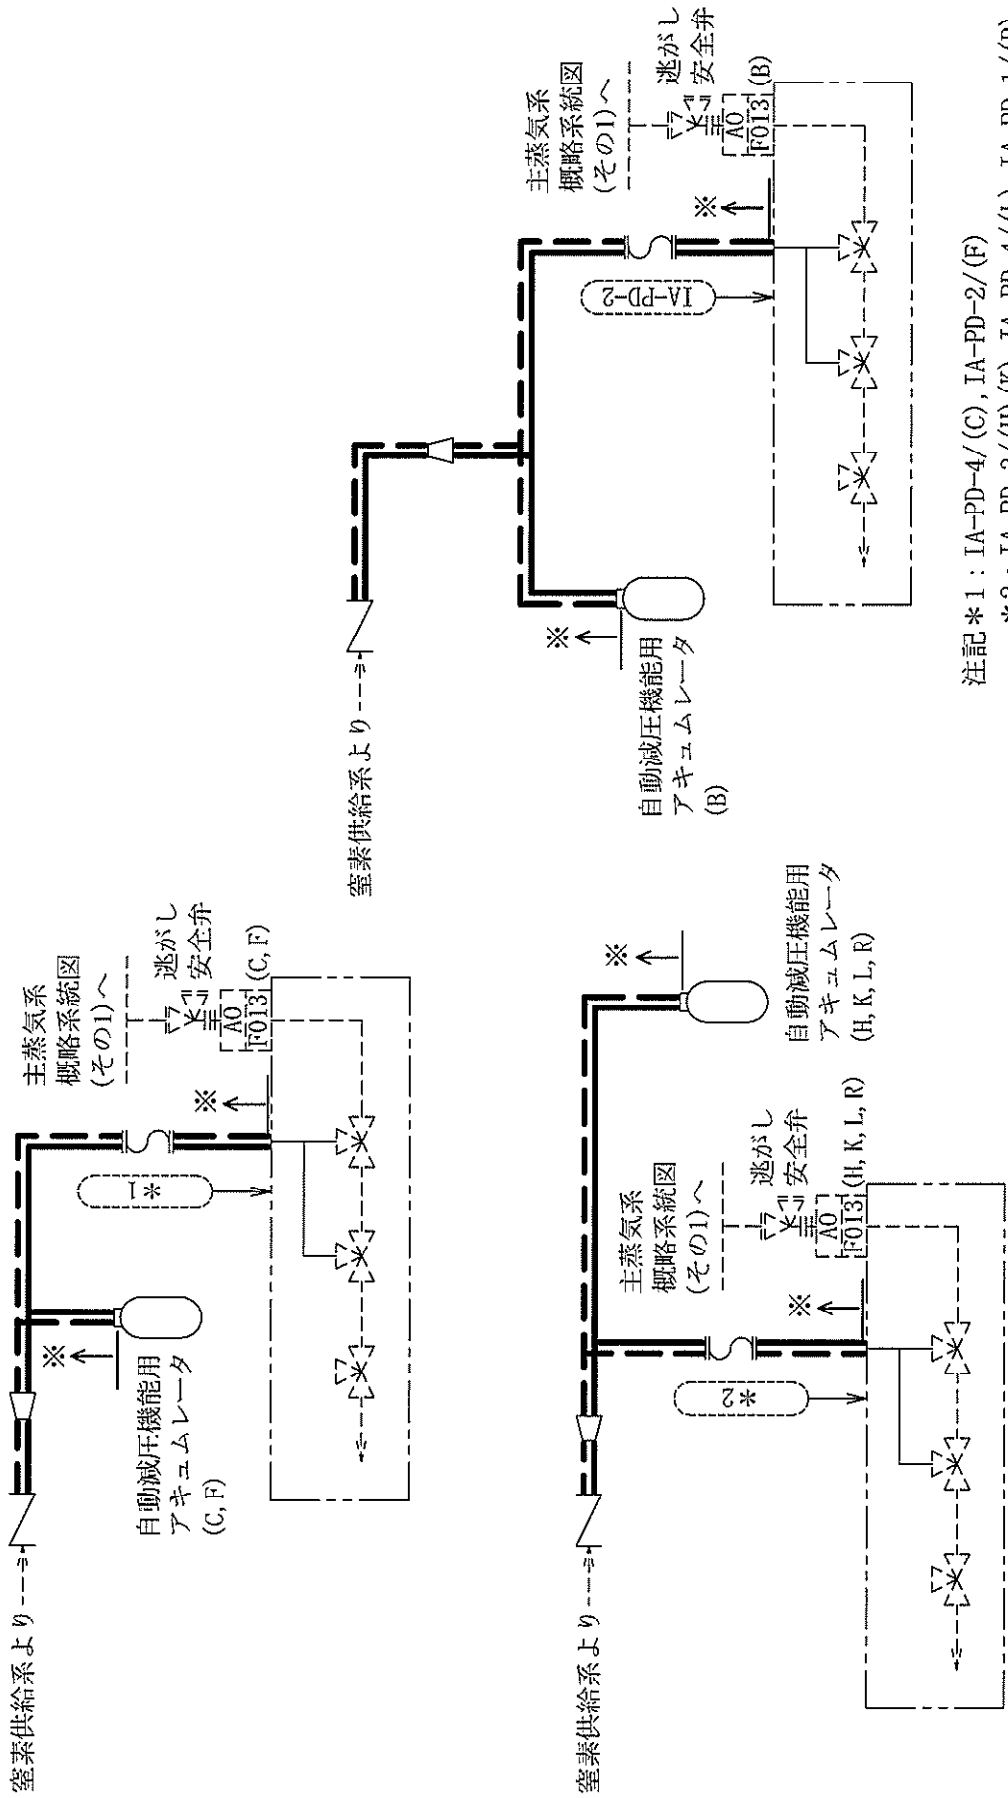 窒素供給系より
※
自動減圧機能用
アキュムレータ
(C, F)
*1
※
主蒸気系
概略系統図
(その1)へ
逃がし
安全弁
AO
F013
(C, F)
窒素供給系より
*2
※
主蒸気系
概略系統図
(その1)へ
逃がし
安全弁
AO
F013
(H, K, L, R)
※
自動減圧機能用
アキュムレータ
(H, K, L, R)
窒素供給系より
※
自動減圧機能用
アキュムレータ
(B)
IA-PD-2
※
主蒸気系
概略系統図
(その1)へ
逃がし
安全弁
AO
F013
(B)
注記*1：IA-PD-4/(C), IA-PD-2/(F)